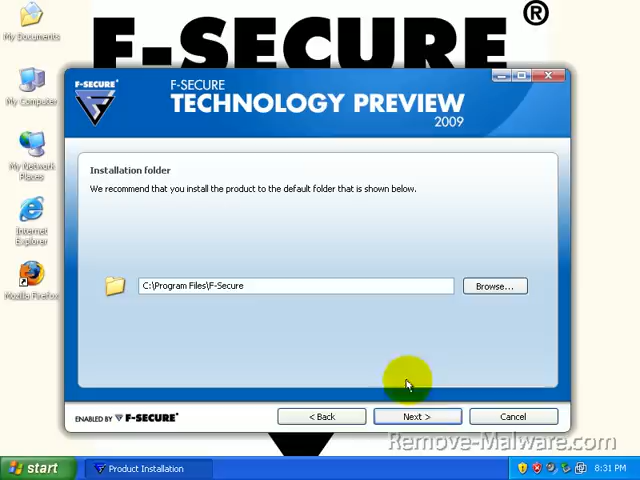 My Documents
F-SECURE®
My Computer
My Network
Places
Internet
Explorer
Mozilla Firefox
F-SECURE
F-SECURE
TECHNOLOGY PREVIEW
2009
Installation folder
We recommend that you install the product to the default folder that is shown below.
C:\Program Files\F-Secure
Browse...
ENABLED BY F-SECURE
< Back
Next >
Cancel
Remove-Malware.com
start
Product Installation
8:31 PM